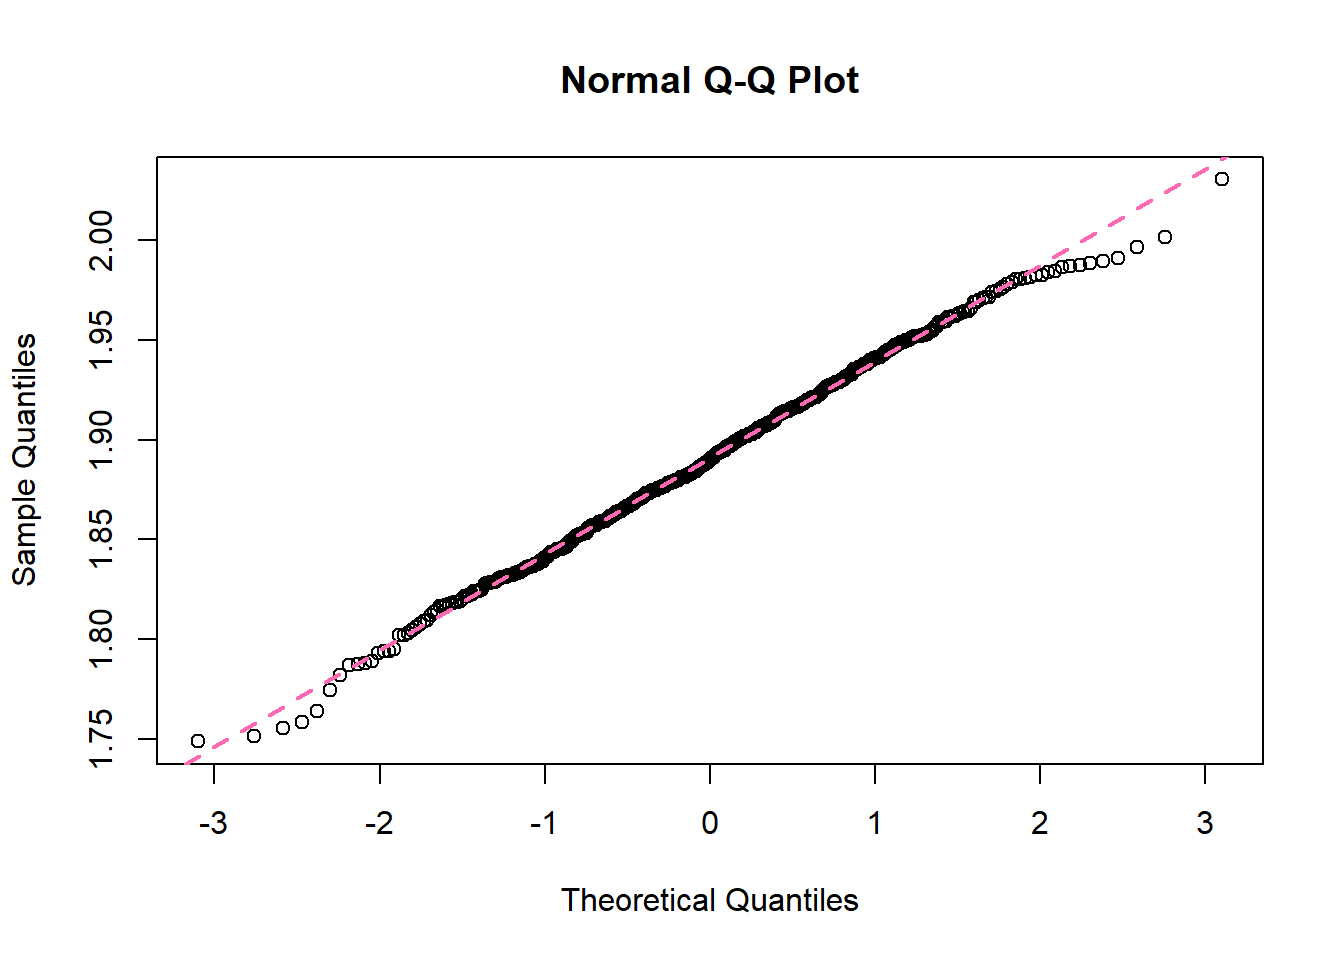 Normal Q-Q Plot
Sample Quantiles
2.00
1.95
1.90
1.85
1.80
1.75
-3 -2 -1 0 1 2 3
Theoretical Quantiles